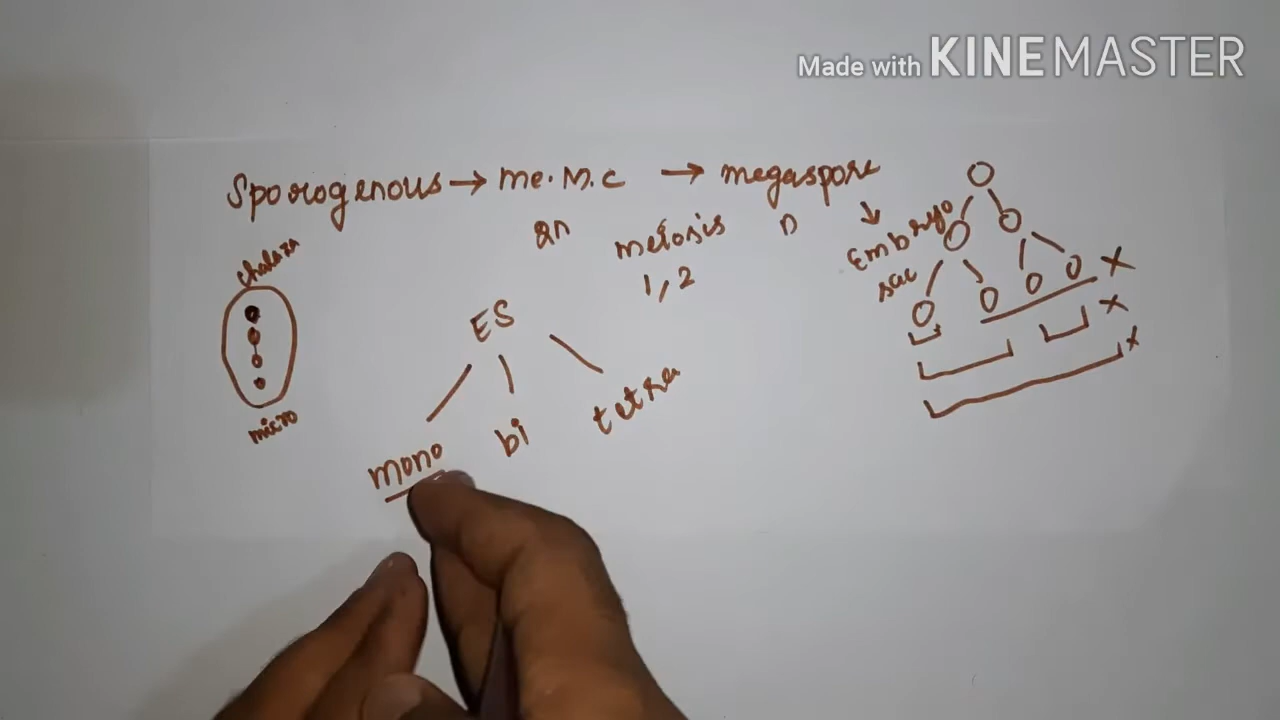 Made with KINEMASTER
Sporogenous → Me.M.C → megaspore
2n meiosis n
1, 2
Embryo
sac
chalaza
micro
ES
mono bi tetra
X
X
X